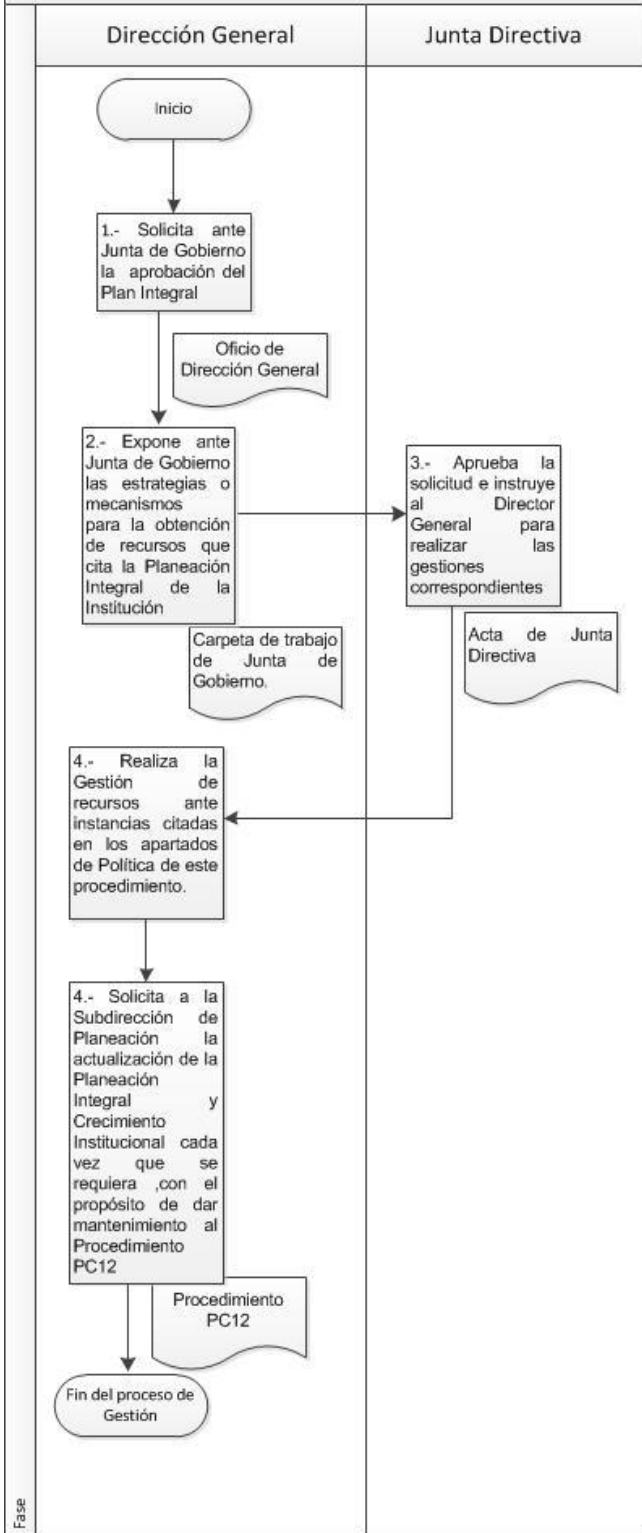 Dirección General
Junta Directiva
Inicio
1.- Solicita ante
Junta de Gobierno
la aprobación del
Plan Integral
Oficio de
Dirección General
2.- Expone ante
Junta de Gobierno
las estrategias o
mecanismos
para la obtención
de recursos que
cita la Planeación
Integral de la
Institución
Carpeta de trabajo
de Junta de
Gobierno.
3.- Aprueba la
solicitud e instruye
al Director
General para
realizar las
gestiones
correspondientes
Acta de Junta
Directiva
4.- Realiza la
Gestión de
recursos ante
instancias citadas
en los apartados
de Política de este
procedimiento.
4.- Solicita a la
Subdirección de
Planeación la
actualización de la
Planeación
Integral y
Crecimiento
Institucional cada
vez que se
requiera ,con el
propósito de dar
mantenimiento al
Procedimiento
PC12
Procedimiento
PC12
Fin del proceso de
Gestión
Fase